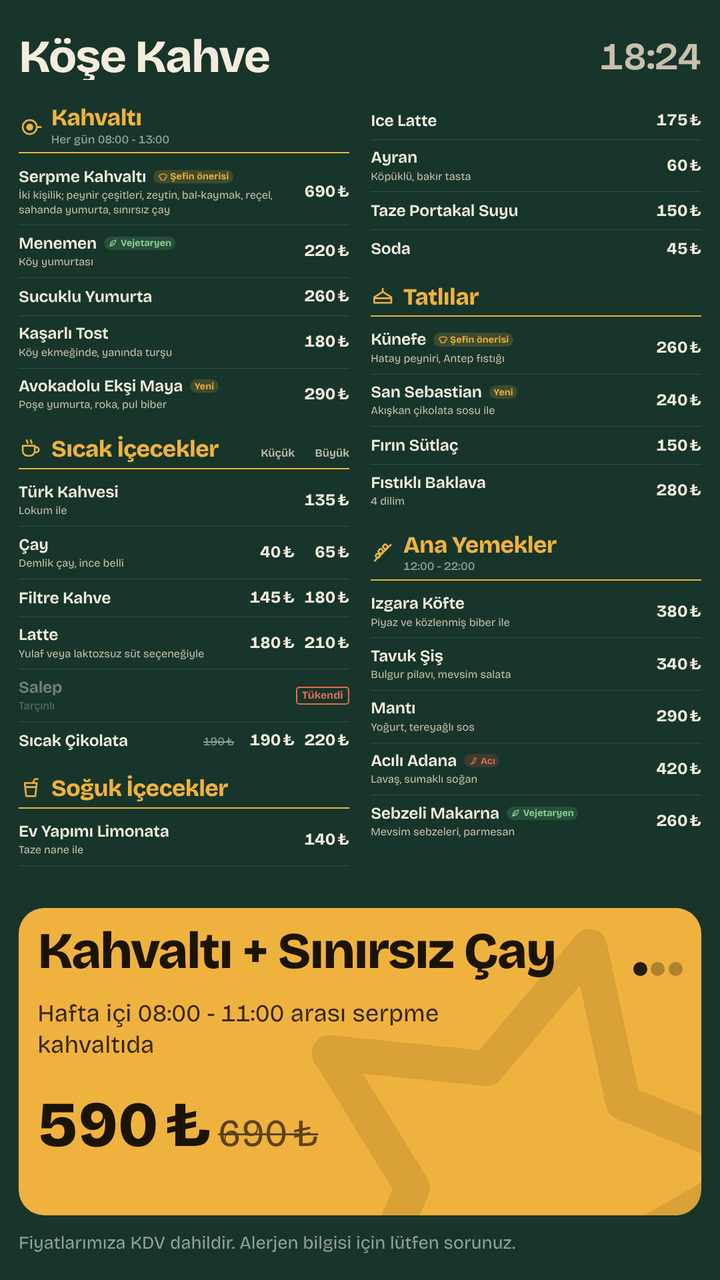 Köşe Kahve
18:24
Kahvaltı
Her gün 08:00 - 13:00
Serpme Kahvaltı Şefin önerisi
İki kişilik; peynir çeşitleri, zeytin, bal-kaymak, reçel,
sahanda yumurta, sınırsız çay
690 ₺
Menemen Vejetaryen
Köy yumurtası
220 ₺
Sucuklu Yumurta 260 ₺
Kaşarlı Tost
Köy ekmeğinde, yanında turşu
180 ₺
Avokadolu Ekşi Maya Yeni
Poşe yumurta, roka, pul biber
290 ₺
Sıcak İçecekler Küçük Büyük
Türk Kahvesi
Lokum ile
135 ₺
Çay
Demlik çay, ince belli
40 ₺ 65 ₺
Filtre Kahve 145 ₺ 180 ₺
Latte
Yulaf veya laktozsuz süt seçeneğiyle
180 ₺ 210 ₺
Salep
Tarçınlı
Tükendi
Sıcak Çikolata 190 ₺ 190 ₺ 220 ₺
Soğuk İçecekler
Ev Yapımı Limonata
Taze nane ile
140 ₺
Ice Latte 175 ₺
Ayran
Köpüklü, bakır tasta
60 ₺
Taze Portakal Suyu 150 ₺
Soda 45 ₺
Tatlılar
Künefe Şefin önerisi
Hatay peyniri, Antep fıstığı
260 ₺
San Sebastian Yeni
Akışkan çikolata sosu ile
240 ₺
Fırın Sütlaç 150 ₺
Fıstıklı Baklava
4 dilim
280 ₺
Ana Yemekler
12:00 - 22:00
Izgara Köfte
Piyaz ve közlenmiş biber ile
380 ₺
Tavuk Şiş
Bulgur pilavı, mevsim salata
340 ₺
Mantı
Yoğurt, tereyağlı sos
290 ₺
Acılı Adana Acı
Lavaş, sumaklı soğan
420 ₺
Sebzeli Makarna Vejetaryen
Mevsim sebzeleri, parmesan
260 ₺
Kahvaltı + Sınırsız Çay
Hafta içi 08:00 - 11:00 arası serpme
kahvaltıda
590 ₺ 690 ₺
Fiyatlarımıza KDV dahildir. Alerjen bilgisi için lütfen sorunuz.